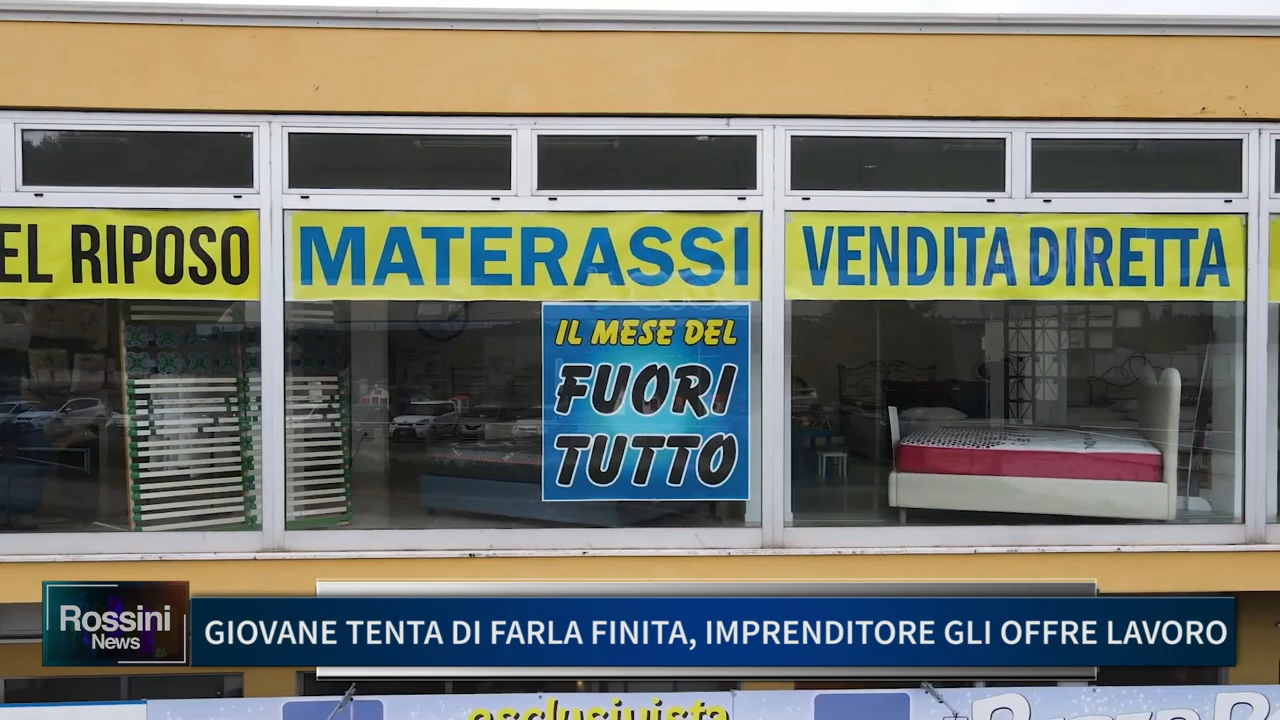 EL RIPOSO
MATERASSI
VENDITA DIRETTA
IL MESE DEL
FUORI
TUTTO
Rossini
News
GIOVANE TENTA DI FARLA FINITA, IMPRENDITORE GLI OFFRE LAVORO
esclusivista